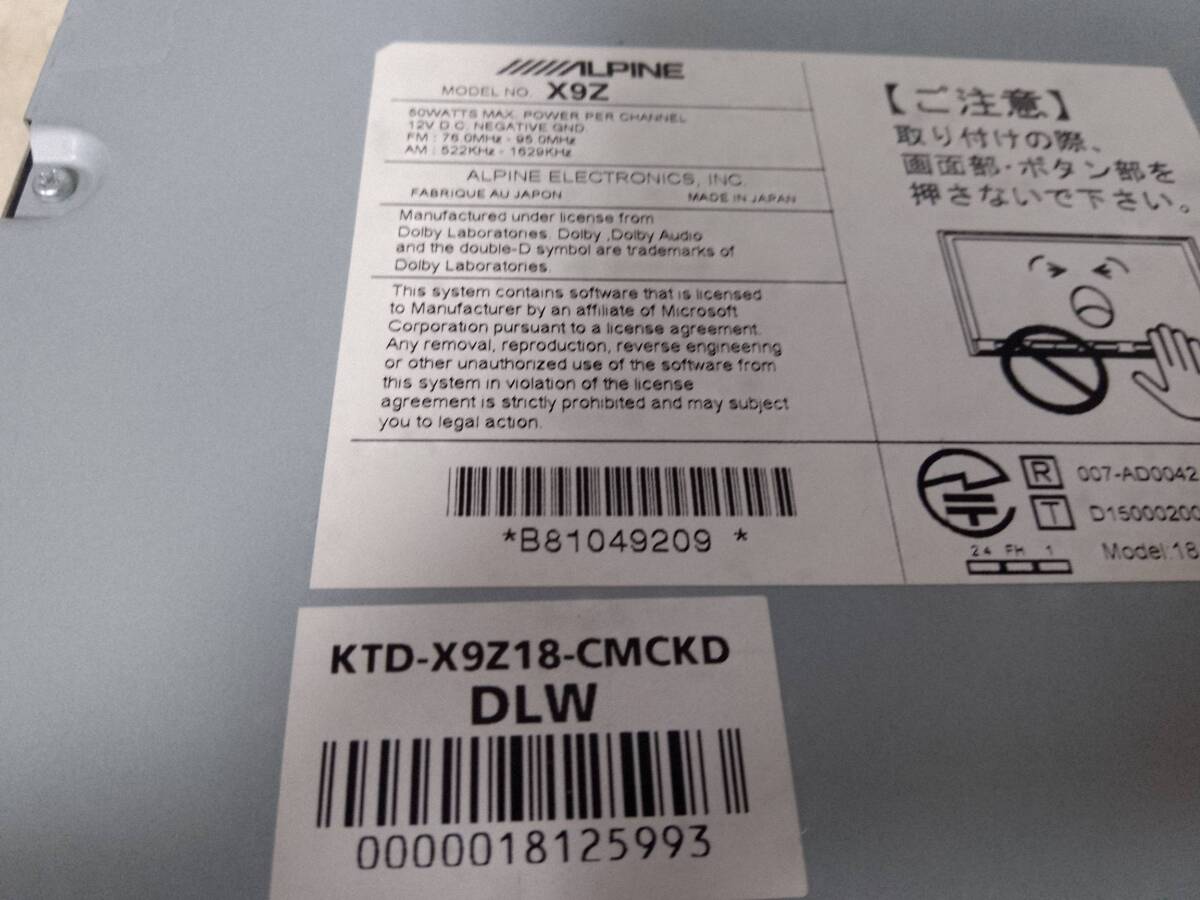 ALPINE
MODEL NO. X9Z
50WATTS MAX. POWER PER CHANNEL
12V D.C. NEGATIVE GND.
FM : 76.0MHz - 95.0MHz
AM : 522KHz - 1629KHz
ALPINE ELECTRONICS, INC.
FABRIQUE AU JAPON MADE IN JAPAN
Manufactured under license from
Dolby Laboratories. Dolby ,Dolby Audio
and the double-D symbol are trademarks of
Dolby Laboratories.
This system contains software that is licensed
to Manufacturer by an affiliate of Microsoft
Corporation pursuant to a license agreement.
Any removal, reproduction, reverse engineering
or other unauthorized use of the software from
this system in violation of the license
agreement is strictly prohibited and may subject
you to legal action.
*B81049209 *
【ご注意】
取り付けの際、
画面部・ボタン部を
押さないで下さい。
R 007-AD0042
T D15000200
2.4 FH 1
Model:18
KTD-X9Z18-CMCKD
DLW
0000018125993